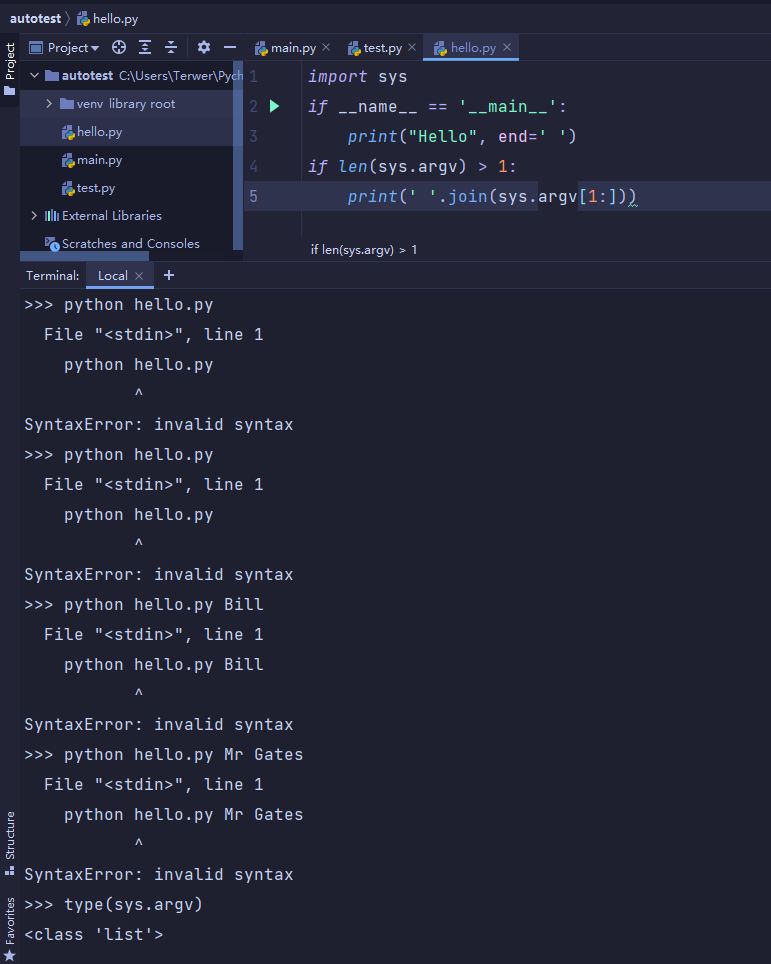 autotest
hello.py
Project
Project
main.py
test.py
hello.py
autotest C:\Users\Terwer\Pych
venv library root
hello.py
main.py
test.py
External Libraries
Scratches and Consoles
1 import sys
2 if __name__ == '__main__':
3 print("Hello", end=' ')
4 if len(sys.argv) > 1:
5 print(' '.join(sys.argv[1:]))
if len(sys.argv) > 1
Terminal: Local
>>> python hello.py
File "<stdin>", line 1
python hello.py
^
SyntaxError: invalid syntax
>>> python hello.py
File "<stdin>", line 1
python hello.py
^
SyntaxError: invalid syntax
>>> python hello.py Bill
File "<stdin>", line 1
python hello.py Bill
^
SyntaxError: invalid syntax
>>> python hello.py Mr Gates
File "<stdin>", line 1
python hello.py Mr Gates
^
SyntaxError: invalid syntax
>>> type(sys.argv)
<class 'list'>
Structure
Favorites